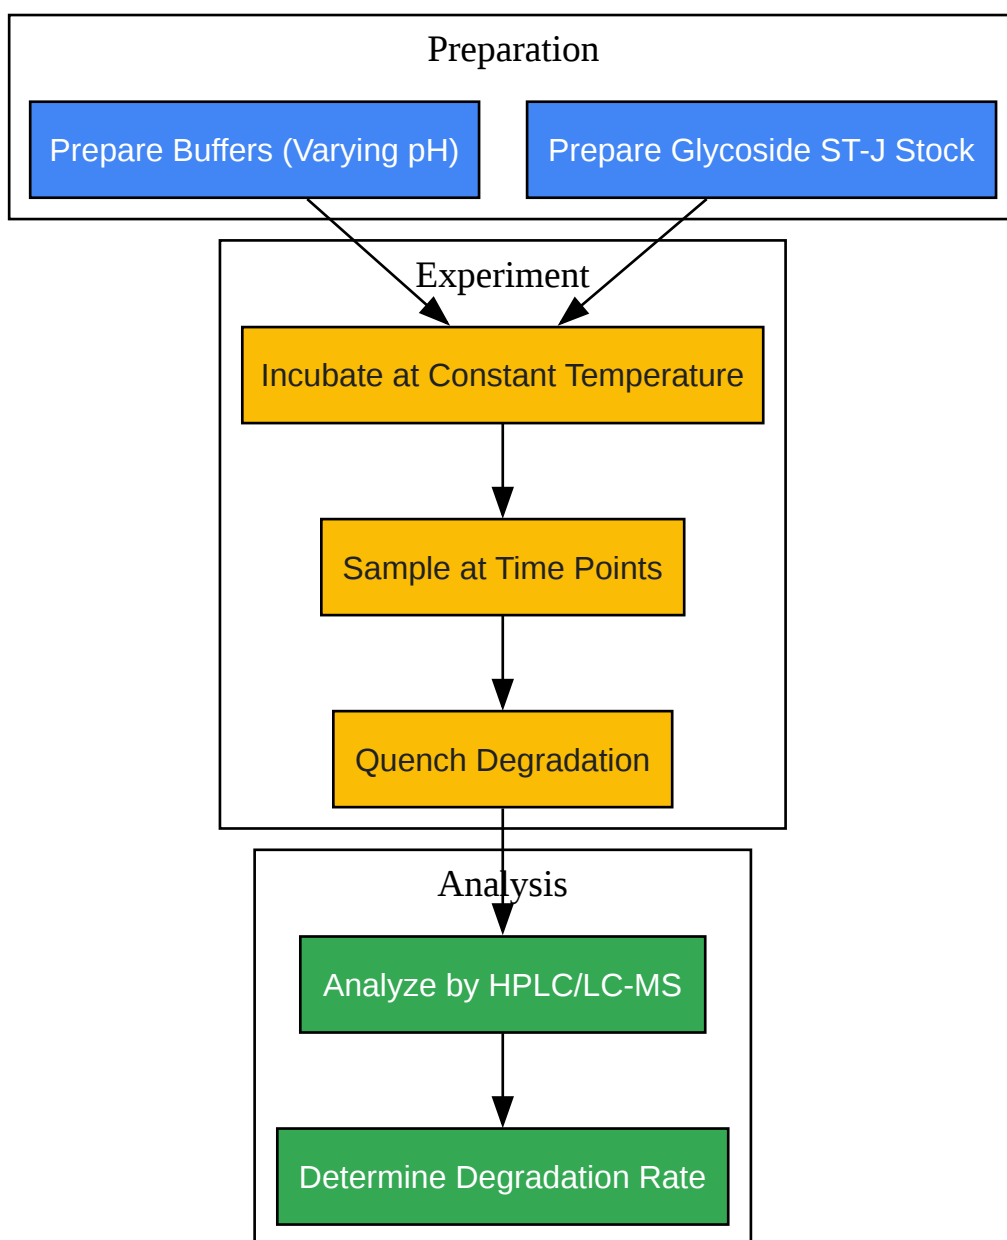 Preparation
Prepare Buffers (Varying pH)
Prepare Glycoside ST-J Stock
Experiment
Incubate at Constant Temperature
Sample at Time Points
Quench Degradation
Analysis
Analyze by HPLC/LC-MS
Determine Degradation Rate